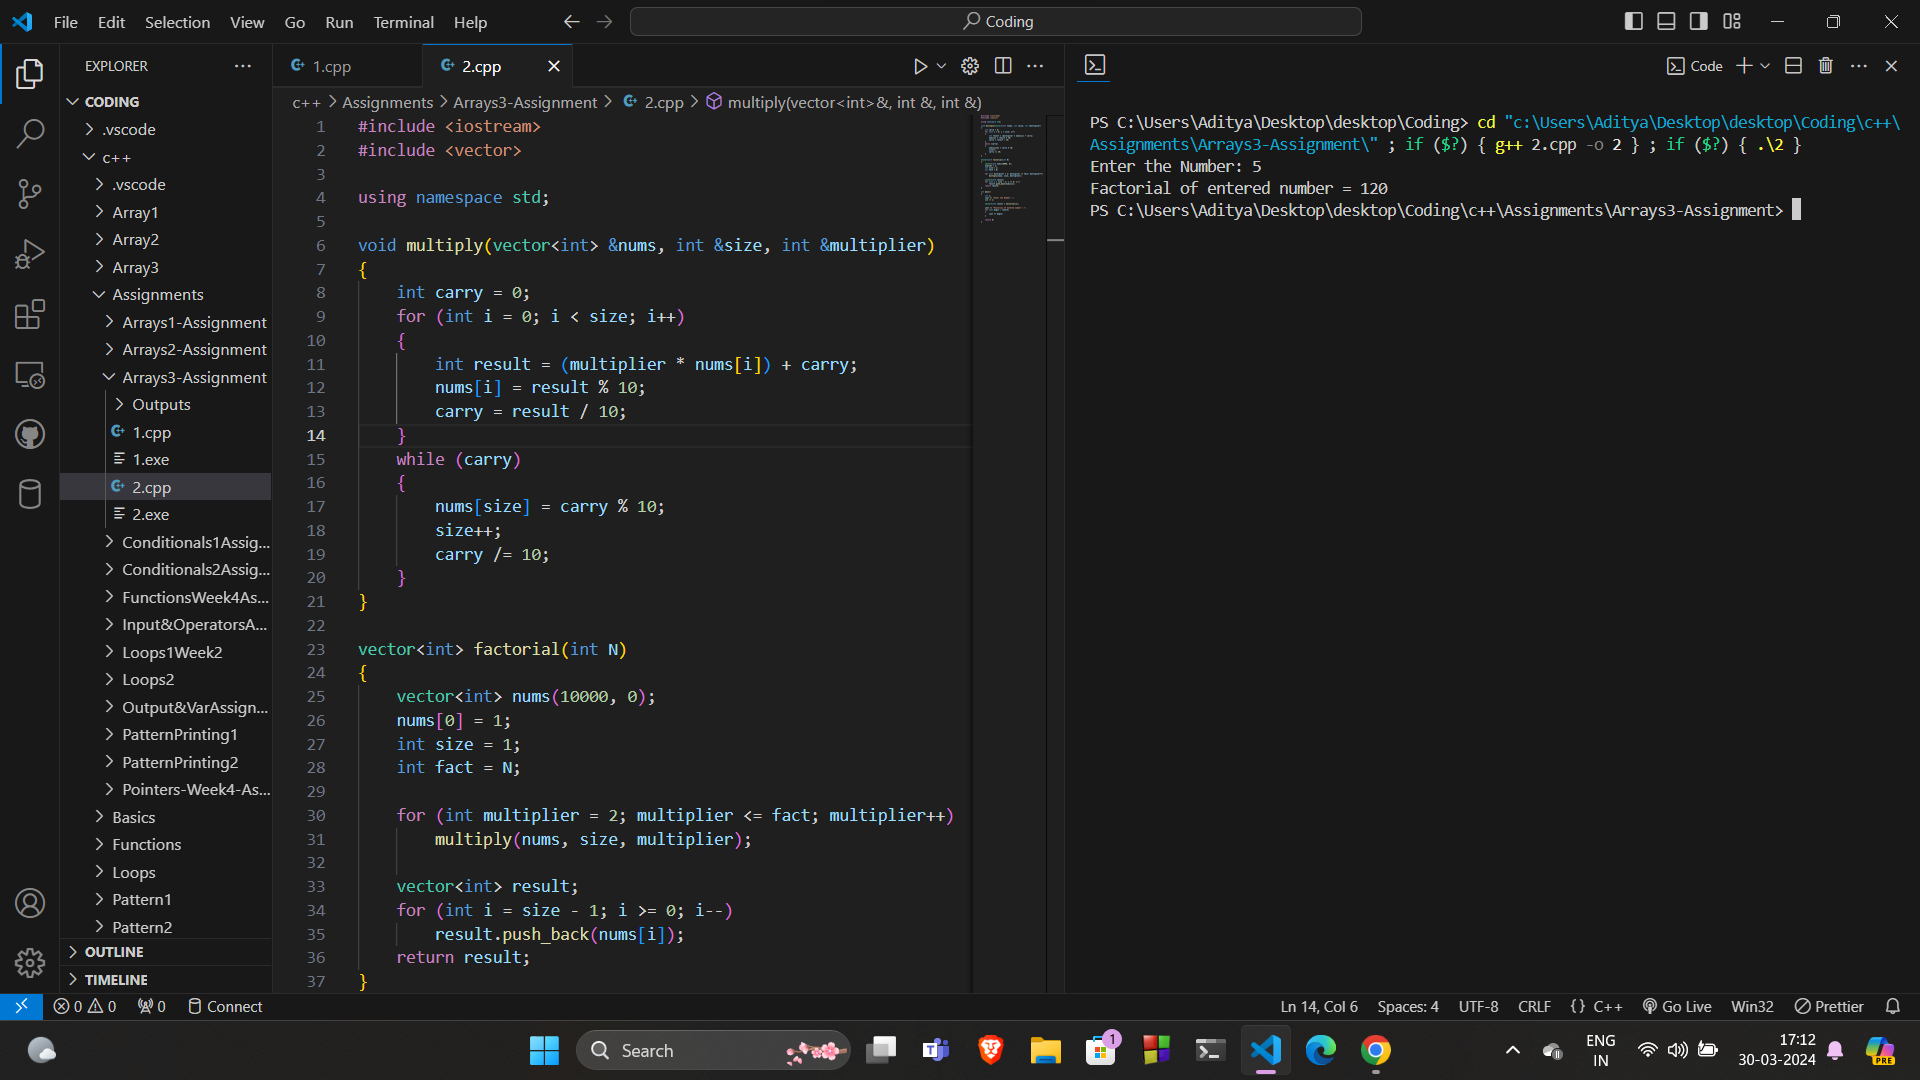 File Edit Selection View Go Run Terminal Help
Coding
EXPLORER
CODING
.vscode
c++
.vscode
Array1
Array2
Array3
Assignments
Arrays1-Assignment
Arrays2-Assignment
Arrays3-Assignment
Outputs
1.cpp
1.exe
2.cpp
2.exe
Conditionals1Assig...
Conditionals2Assig...
FunctionsWeek4As...
Input&OperatorsA...
Loops1Week2
Loops2
Output&VarAssign...
PatternPrinting1
PatternPrinting2
Pointers-Week4-As...
Basics
Functions
Loops
Pattern1
Pattern2
OUTLINE
TIMELINE
1.cpp 2.cpp
c++ > Assignments > Arrays3-Assignment > 2.cpp > multiply(vector<int>&, int &, int &)
1 #include <iostream>
2 #include <vector>
3
4 using namespace std;
5
6 void multiply(vector<int> &nums, int &size, int &multiplier)
7 {
8 int carry = 0;
9 for (int i = 0; i < size; i++)
10 {
11 int result = (multiplier * nums[i]) + carry;
12 nums[i] = result % 10;
13 carry = result / 10;
14 }
15 while (carry)
16 {
17 nums[size] = carry % 10;
18 size++;
19 carry /= 10;
20 }
21 }
22
23 vector<int> factorial(int N)
24 {
25 vector<int> nums(10000, 0);
26 nums[0] = 1;
27 int size = 1;
28 int fact = N;
29
30 for (int multiplier = 2; multiplier <= fact; multiplier++)
31 multiply(nums, size, multiplier);
32
33 vector<int> result;
34 for (int i = size - 1; i >= 0; i--)
35 result.push_back(nums[i]);
36 return result;
37 }
Code
PS C:\Users\Aditya\Desktop\desktop\Coding> cd "c:\Users\Aditya\Desktop\desktop\Coding\c++\
Assignments\Arrays3-Assignment\" ; if ($?) { g++ 2.cpp -o 2 } ; if ($?) { .\2 }
Enter the Number: 5
Factorial of entered number = 120
PS C:\Users\Aditya\Desktop\desktop\Coding\c++\Assignments\Arrays3-Assignment>
0 0 0 Connect
Ln 14, Col 6 Spaces: 4 UTF-8 CRLF {} C++ Go Live Win32 Prettier
Search
1
ENG
IN
17:12
30-03-2024
PRE